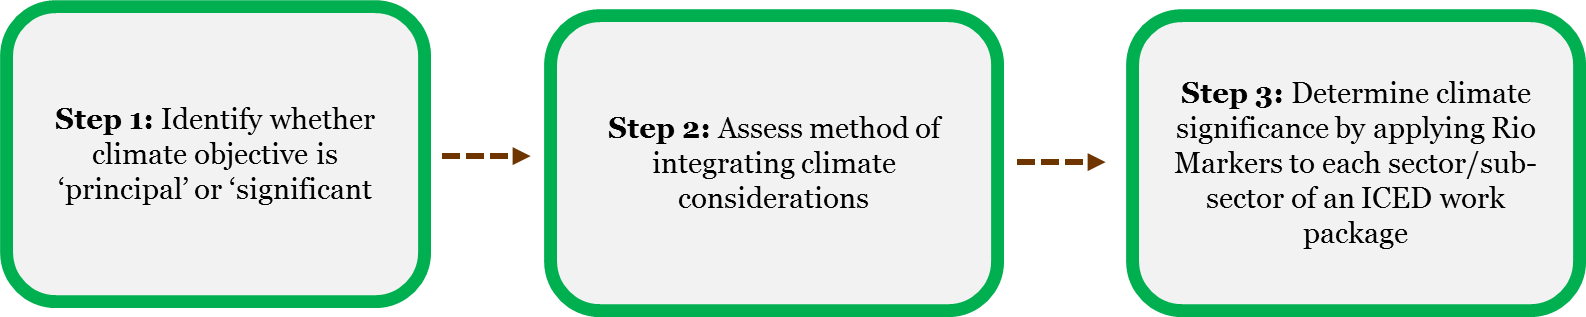 Step 1: Identify whether
climate objective is
‘principal’ or ‘significant
Step 2: Assess method of
integrating climate
considerations
Step 3: Determine climate
significance by applying Rio
Markers to each sector/sub-
sector of an ICED work
package